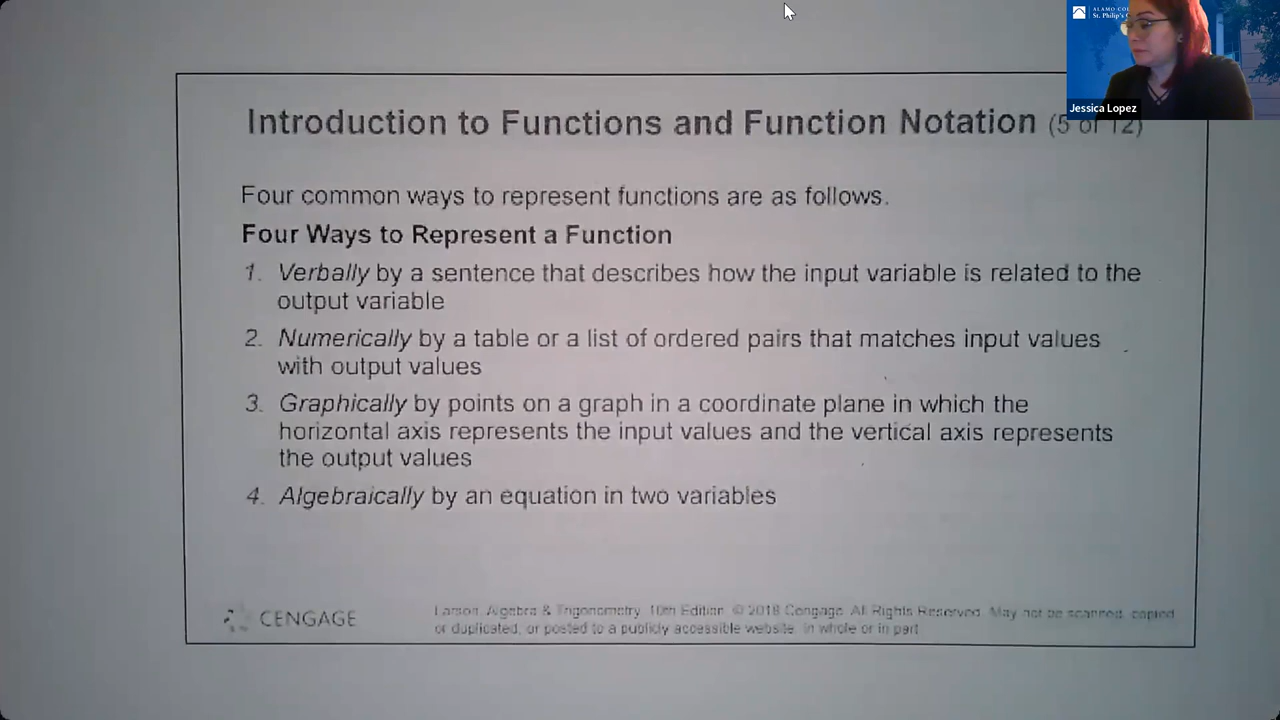 ALAMO CO
St. Philip's C
Jessica Lopez
Introduction to Functions and Function Notation (5 of 12)
Four common ways to represent functions are as follows.
Four Ways to Represent a Function
1. Verbally by a sentence that describes how the input variable is related to the
output variable
2. Numerically by a table or a list of ordered pairs that matches input values
with output values
3. Graphically by points on a graph in a coordinate plane in which the
horizontal axis represents the input values and the vertical axis represents
the output values
4. Algebraically by an equation in two variables
CENGAGE
Larson, Algebra & Trigonometry, 10th Edition. © 2018 Cengage. All Rights Reserved. May not be scanned, copied
or duplicated, or posted to a publicly accessible website, in whole or in part.